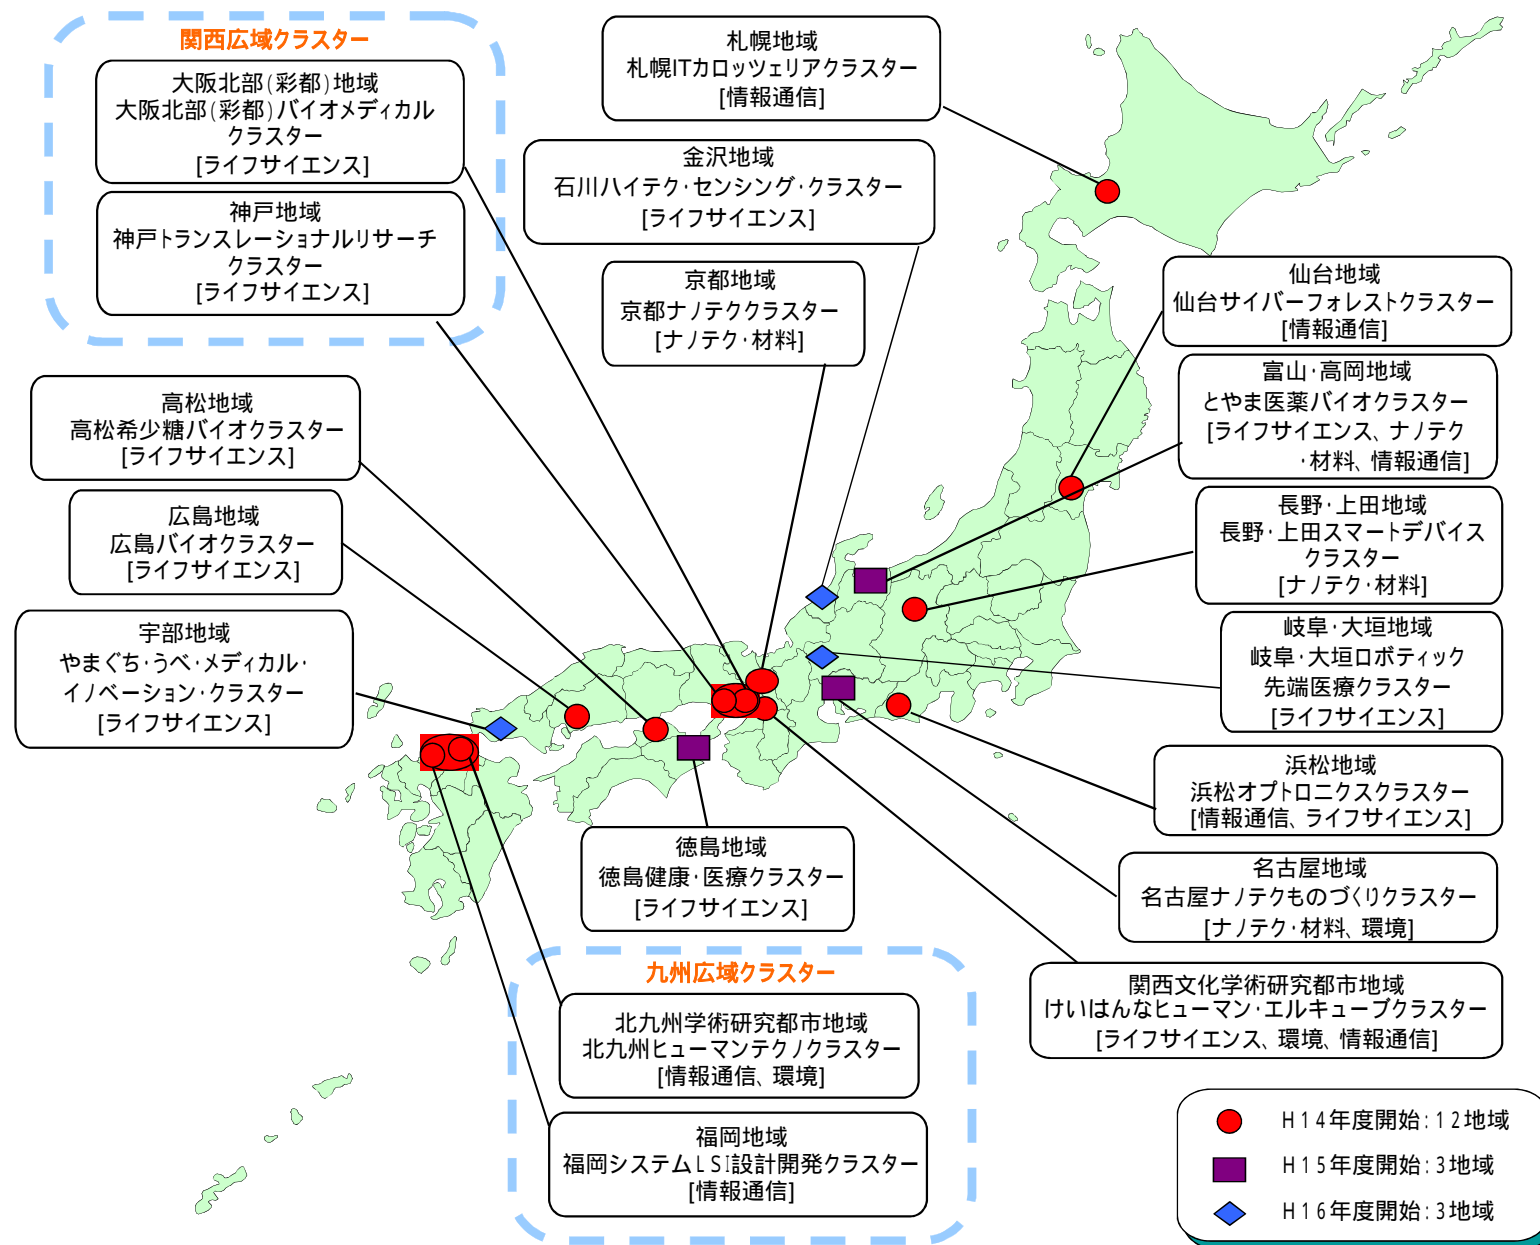 関西広域クラスター
大阪北部(彩都)地域
大阪北部(彩都)バイオメディカル
クラスター
[ライフサイエンス]
神戸地域
神戸トランスレーショナルリサーチ
クラスター
[ライフサイエンス]
札幌地域
札幌ITカロッツェリアクラスター
[情報通信]
金沢地域
石川ハイテク・センシング・クラスター
[ライフサイエンス]
京都地域
京都ナノテククラスター
[ナノテク・材料]
仙台地域
仙台サイバーフォレストクラスター
[情報通信]
富山・高岡地域
とやま医薬バイオクラスター
[ライフサイエンス、ナノテク
・材料、情報通信]
長野・上田地域
長野・上田スマートデバイス
クラスター
[ナノテク・材料]
岐阜・大垣地域
岐阜・大垣ロボティック
先端医療クラスター
[ライフサイエンス]
浜松地域
浜松オプトロニクスクラスター
[情報通信、ライフサイエンス]
名古屋地域
名古屋ナノテクものづくりクラスター
[ナノテク・材料、環境]
関西文化学術研究都市地域
けいはんなヒューマン・エルキューブクラスター
[ライフサイエンス、環境、情報通信]
高松地域
高松希少糖バイオクラスター
[ライフサイエンス]
広島地域
広島バイオクラスター
[ライフサイエンス]
宇部地域
やまぐち・うべ・メディカル・
イノベーション・クラスター
[ライフサイエンス]
徳島地域
徳島健康・医療クラスター
[ライフサイエンス]
九州広域クラスター
北九州学術研究都市地域
北九州ヒューマンテクノクラスター
[情報通信、環境]
福岡地域
福岡システムLSI設計開発クラスター
[情報通信]
H14年度開始:12地域
H15年度開始:3地域
H16年度開始:3地域